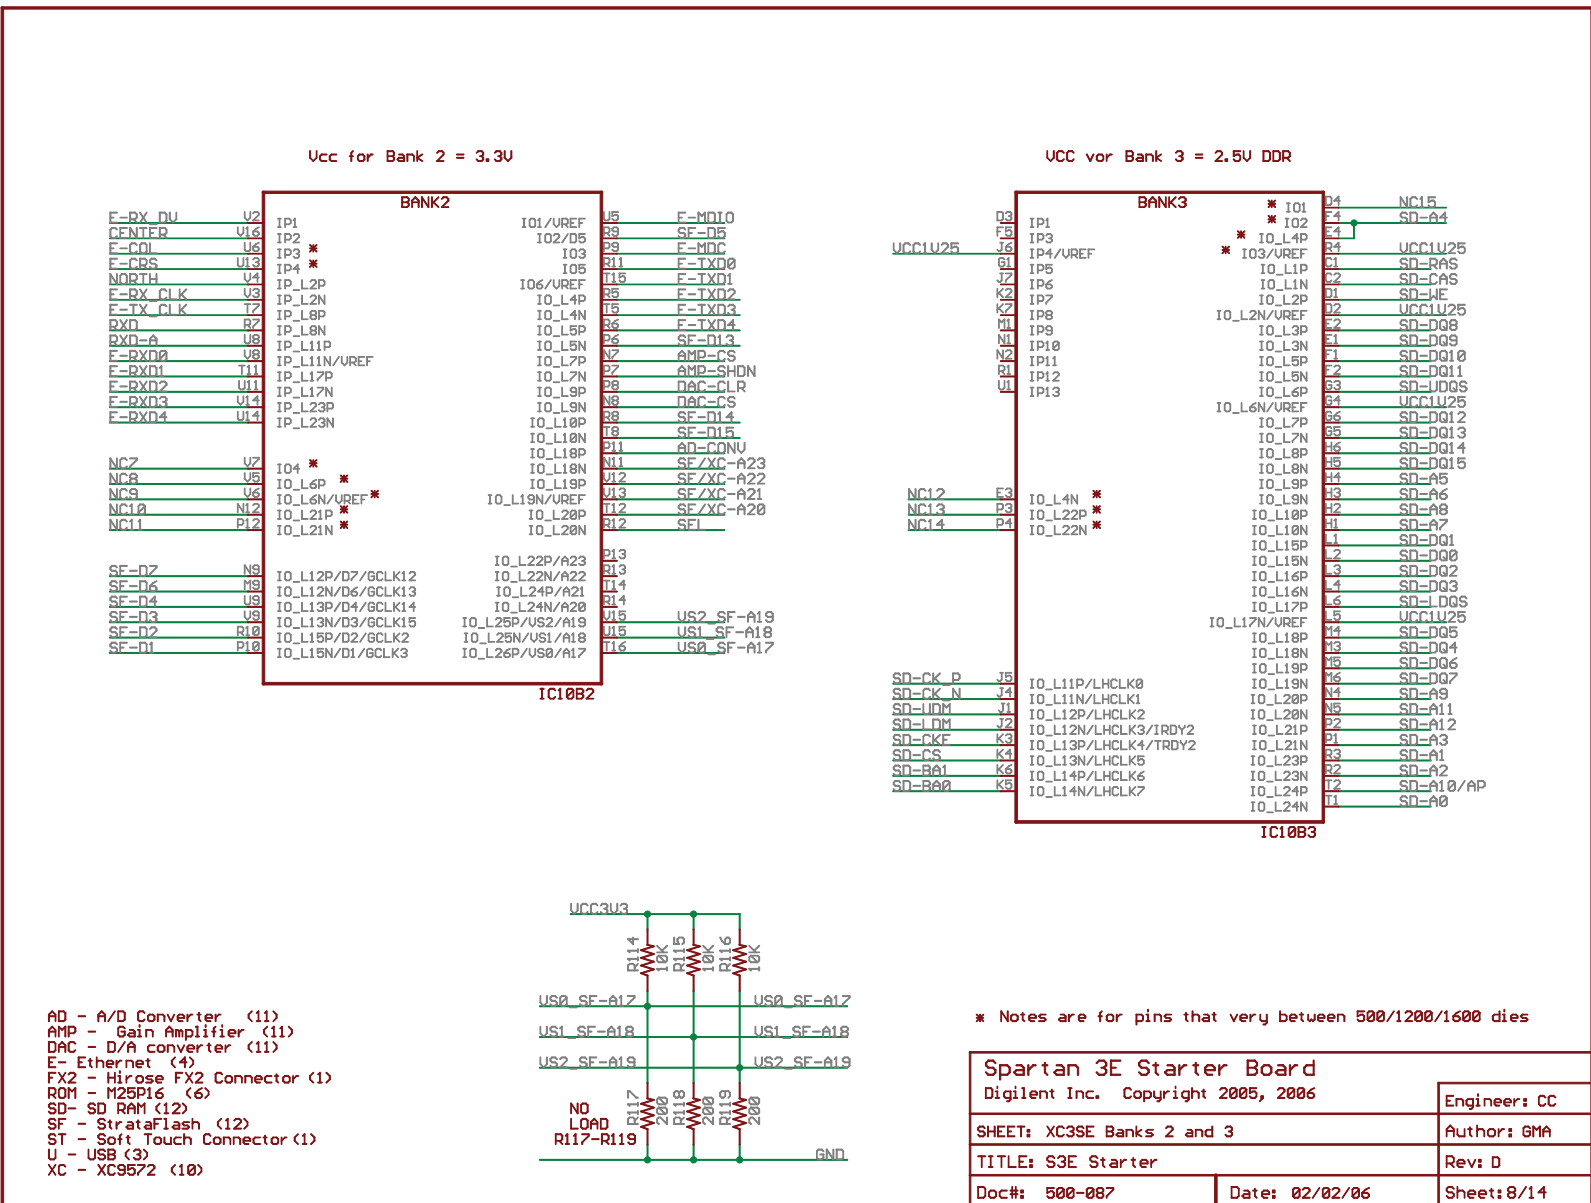 Vcc for Bank 2 = 3.3V
BANK2
E-RX_DV V2 IP1 IO1/VREF U5 E-MDIO
CENTER V16 IP2 IO2/D5 R9 SF-D5
E-COL U6 IP3 * IO3 P9 E-MDC
E-CRS U13 IP4 * IO5 R11 E-TXD0
NORTH V4 IP_L2P IO6/VREF T15 E-TXD1
E-RX_CLK V3 IP_L2N IO_L4P R5 E-TXD2
E-TX_CLK T7 IP_L8P IO_L4N T5 E-TXD3
RXD R7 IP_L8N IO_L5P R6 E-TXD4
RXD-A U8 IP_L11P IO_L5N P6 SF-D13
E-RXD0 V8 IP_L11N/VREF IO_L7P N7 AMP-CS
E-RXD1 T11 IP_L17P IO_L7N P7 AMP-SHDN
E-RXD2 U11 IP_L17N IO_L9P P8 DAC-CLR
E-RXD3 V14 IP_L23P IO_L9N N8 DAC-CS
E-RXD4 U14 IP_L23N IO_L10P R8 SF-D14
IO_L10N T8 SF-D15
IO_L18P P11 AD-CONV
NC7 V7 IO4 * IO_L18N N11 SF/XC-A23
NC8 V5 IO_L6P * IO_L19P V12 SF/XC-A22
NC9 V6 IO_L6N/VREF * IO_L19N/VREF V13 SF/XC-A21
NC10 N12 IO_L21P * IO_L20P T12 SF/XC-A20
NC11 P12 IO_L21N * IO_L20N R12 SEL
IO_L22P/A23 P13
SF-D7 N9 IO_L12P/D7/GCLK12 IO_L22N/A22 R13
SF-D6 M9 IO_L12N/D6/GCLK13 IO_L24P/A21 T14
SF-D4 U9 IO_L13P/D4/GCLK14 IO_L24N/A20 R14
SF-D3 V9 IO_L13N/D3/GCLK15 IO_L25P/VS2/A19 V15 VS2_SF-A19
SF-D2 R10 IO_L15P/D2/GCLK2 IO_L25N/VS1/A18 U15 VS1_SF-A18
SF-D1 P10 IO_L15N/D1/GCLK3 IO_L26P/VS0/A17 T16 VS0_SF-A17
IC10B2
VCC vor Bank 3 = 2.5V DDR
BANK3
* IO1 D4 NC15
D3 IP1 * IO2 F4 SD-A4
F5 IP3 * IO_L4P E4
VCC1V25 J6 IP4/VREF * IO3/VREF R4 VCC1V25
G1 IP5 IO_L1P C1 SD-RAS
J7 IP6 IO_L1N C2 SD-CAS
K2 IP7 IO_L2P D1 SD-WE
K7 IP8 IO_L2N/VREF D2 VCC1V25
M1 IP9 IO_L3P E2 SD-DQ8
N1 IP10 IO_L3N E1 SD-DQ9
N2 IP11 IO_L5P F1 SD-DQ10
R1 IP12 IO_L5N F2 SD-DQ11
U1 IP13 IO_L6P G3 SD-UDQS
IO_L6N/VREF G4 VCC1V25
IO_L7P G6 SD-DQ12
IO_L7N G5 SD-DQ13
IO_L8P H6 SD-DQ14
IO_L8N H5 SD-DQ15
IO_L9P H4 SD-A5
NC12 E3 IO_L4N * IO_L9N H3 SD-A6
NC13 P3 IO_L22P * IO_L10P H2 SD-A8
NC14 P4 IO_L22N * IO_L10N H1 SD-A7
IO_L15P L1 SD-DQ1
IO_L15N L2 SD-DQ0
IO_L16P L3 SD-DQ2
IO_L16N L4 SD-DQ3
IO_L17P L6 SD-LDQS
IO_L17N/VREF L5 VCC1V25
IO_L18P M4 SD-DQ5
IO_L18N M3 SD-DQ4
IO_L19P M5 SD-DQ6
SD-CK_P J5 IO_L11P/LHCLK0 IO_L19N M6 SD-DQ7
SD-CK_N J4 IO_L11N/LHCLK1 IO_L20P N4 SD-A9
SD-UDM J1 IO_L12P/LHCLK2 IO_L20N N5 SD-A11
SD-LDM J2 IO_L12N/LHCLK3/IRDY2 IO_L21P P2 SD-A12
SD-CKE K3 IO_L13P/LHCLK4/TRDY2 IO_L21N P1 SD-A3
SD-CS K4 IO_L13N/LHCLK5 IO_L23P R3 SD-A1
SD-BA1 K6 IO_L14P/LHCLK6 IO_L23N R2 SD-A2
SD-BA0 K5 IO_L14N/LHCLK7 IO_L24P T2 SD-A10/AP
IO_L24N T1 SD-A0
IC10B3
VCC3V3
R114 10K R115 10K R116 10K
VS0_SF-A17 VS0_SF-A17
VS1_SF-A18 VS1_SF-A18
VS2_SF-A19 VS2_SF-A19
R117 200 R118 200 R119 200
NO
LOAD
R117-R119
GND
AD - A/D Converter (11)
AMP - Gain Amplifier (11)
DAC - D/A converter (11)
E- Ethernet (4)
FX2 - Hirose FX2 Connector (1)
ROM - M25P16 (6)
SD- SD RAM (12)
SF - StrataFlash (12)
ST - Soft Touch Connector (1)
U - USB (3)
XC - XC9572 (10)
* Notes are for pins that very between 500/1200/1600 dies
Spartan 3E Starter Board
Digilent Inc. Copyright 2005, 2006
Engineer: CC
SHEET: XC3SE Banks 2 and 3
Author: GMA
TITLE: S3E Starter
Rev: D
Doc#: 500-087
Date: 02/02/06
Sheet: 8/14